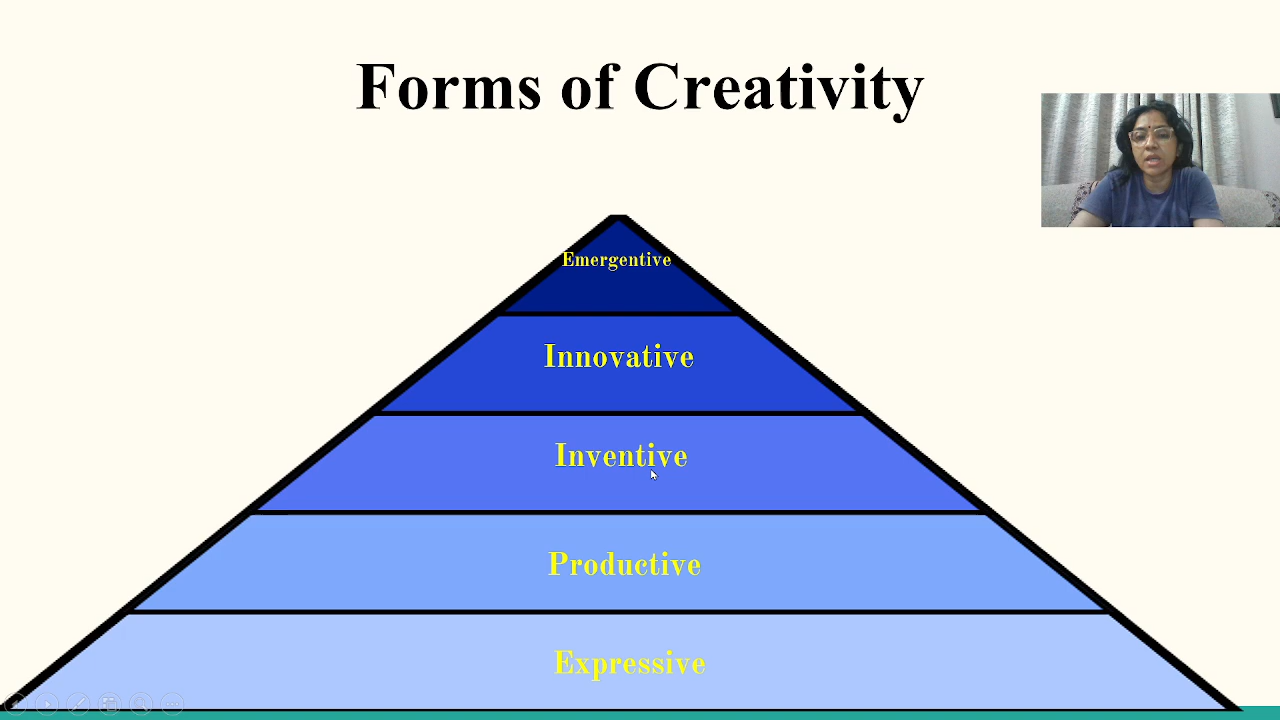 Forms of Creativity
Emergentive
Innovative
Inventive
Productive
Expressive